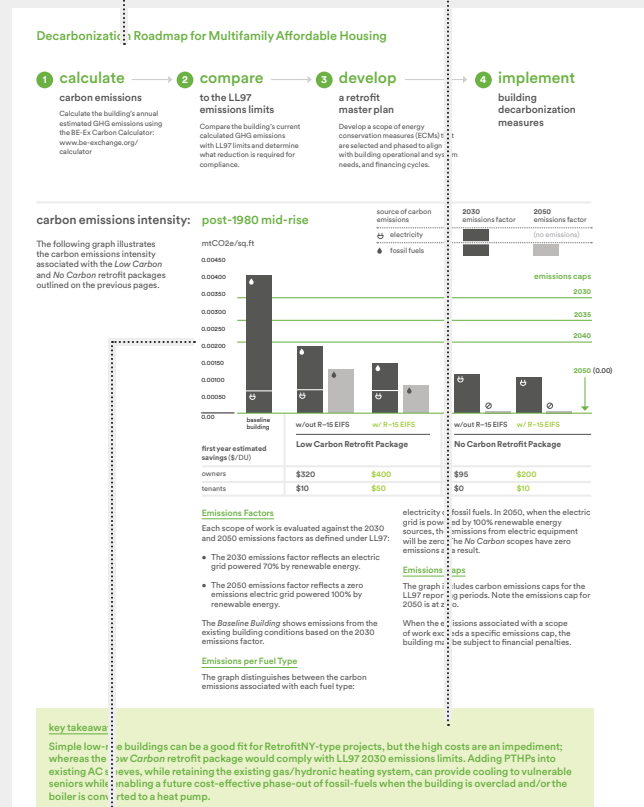 Decarbonization Roadmap for Multifamily Affordable Housing
1 calculate
carbon emissions
Calculate the building's annual
estimated GHG emissions using
the BE-Ex Carbon Calculator:
www.be-exchange.org/
calculator
2 compare
to the LL97
emissions limits
Compare the building's current
calculated GHG emissions
with LL97 limits and determine
what reduction is required for
compliance.
3 develop
a retrofit
master plan
Develop a scope of energy
conservation measures (ECMs) that
are selected and phased to align
with building operational and system
needs, and financing cycles.
4 implement
building
decarbonization
measures
carbon emissions intensity: post-1980 mid-rise
The following graph illustrates
the carbon emissions intensity
associated with the Low Carbon
and No Carbon retrofit packages
outlined on the previous pages.
source of carbon
emissions
2030
emissions factor
2050
emissions factor
electricity
(no emissions)
fossil fuels
mtCO2e/sq.ft
0.00450
0.00400
0.00350
0.00300
0.00250
0.00200
0.00150
0.00100
0.00050
0.00
emissions caps
2030
2035
2040
2050 (0.00)
baseline
building
w/out R-15 EIFS
w/ R-15 EIFS
w/out R-15 EIFS
w/ R-15 EIFS
Low Carbon Retrofit Package
No Carbon Retrofit Package
first year estimated
savings ($/DU)
owners $320 $400 $95 $200
tenants $10 $50 $0 $10
Emissions Factors
Each scope of work is evaluated against the 2030
and 2050 emissions factors as defined under LL97:
• The 2030 emissions factor reflects an electric
grid powered 70% by renewable energy.
• The 2050 emissions factor reflects a zero
emissions electric grid powered 100% by
renewable energy.
The Baseline Building shows emissions from the
existing building conditions based on the 2030
emissions factor.
Emissions per Fuel Type
The graph distinguishes between the carbon
emissions associated with each fuel type:
electricity or fossil fuels. In 2050, when the electric
grid is powered by 100% renewable energy
sources, the emissions from electric equipment
will be zero. The No Carbon scopes have zero
emissions as a result.
Emissions Caps
The graph includes carbon emissions caps for the
LL97 reporting periods. Note the emissions cap for
2050 is at zero.
When the emissions associated with a scope
of work exceeds a specific emissions cap, the
building may be subject to financial penalties.
key takeaway
Simple low-rise buildings can be a good fit for RetrofitNY-type projects, but the high costs are an impediment;
whereas the Low Carbon retrofit package would comply with LL97 2030 emissions limits. Adding PTHPs into
existing AC sleeves, while retaining the existing gas/hydronic heating system, can provide cooling to vulnerable
seniors while enabling a future cost-effective phase-out of fossil-fuels when the building is overclad and/or the
boiler is converted to a heat pump.